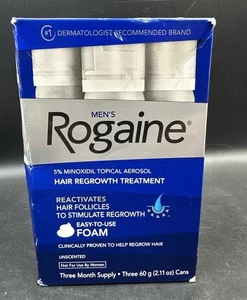 #1 DERMATOLOGIST RECOMMENDED BRAND
MEN'S
Rogaine®
5% MINOXIDIL TOPICAL AEROSOL
HAIR REGROWTH TREATMENT
REACTIVATES
HAIR FOLLICLES
TO STIMULATE REGROWTH
EASY-TO-USE
FOAM
CLINICALLY PROVEN TO HELP REGROW HAIR
UNSCENTED
Not For Use By Women
Three Month Supply • Three 60 g (2.11 oz) Cans